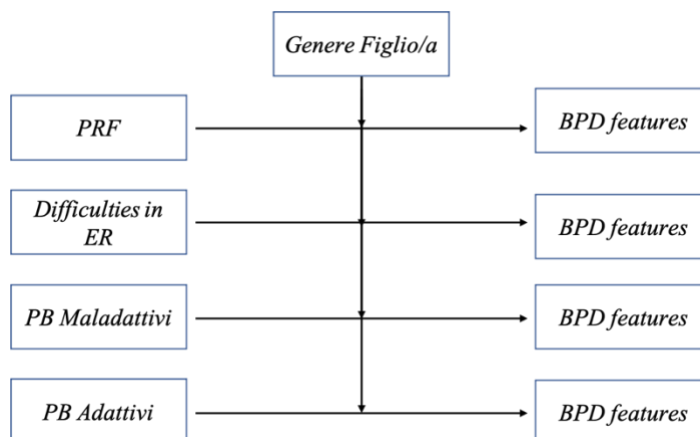 Genere Figlio/a
PRF
BPD features
Difficulties in
ER
BPD features
PB Maladattivi
BPD features
PB Adattivi
BPD features